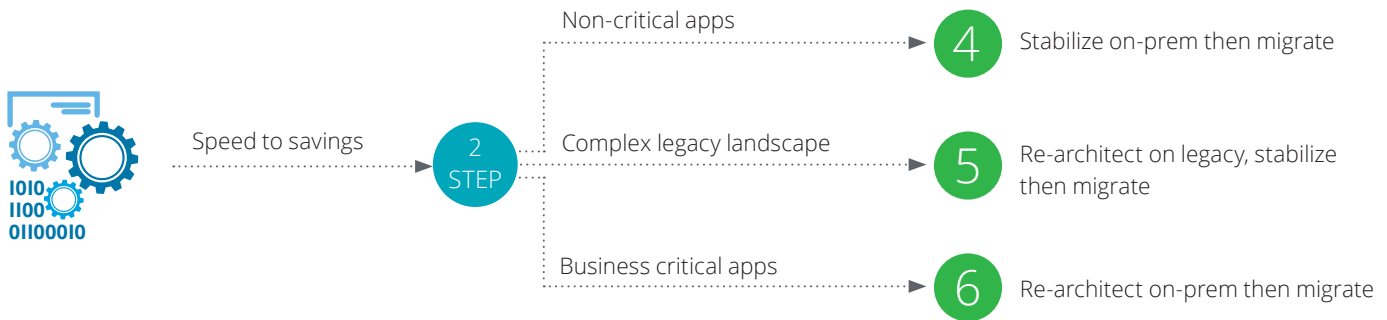 Non-critical apps
4
Stabilize on-prem then migrate
Speed to savings
2
STEP
Complex legacy landscape
5
Re-architect on legacy, stabilize
then migrate
1010
1100
01100010
Business critical apps
6
Re-architect on-prem then migrate